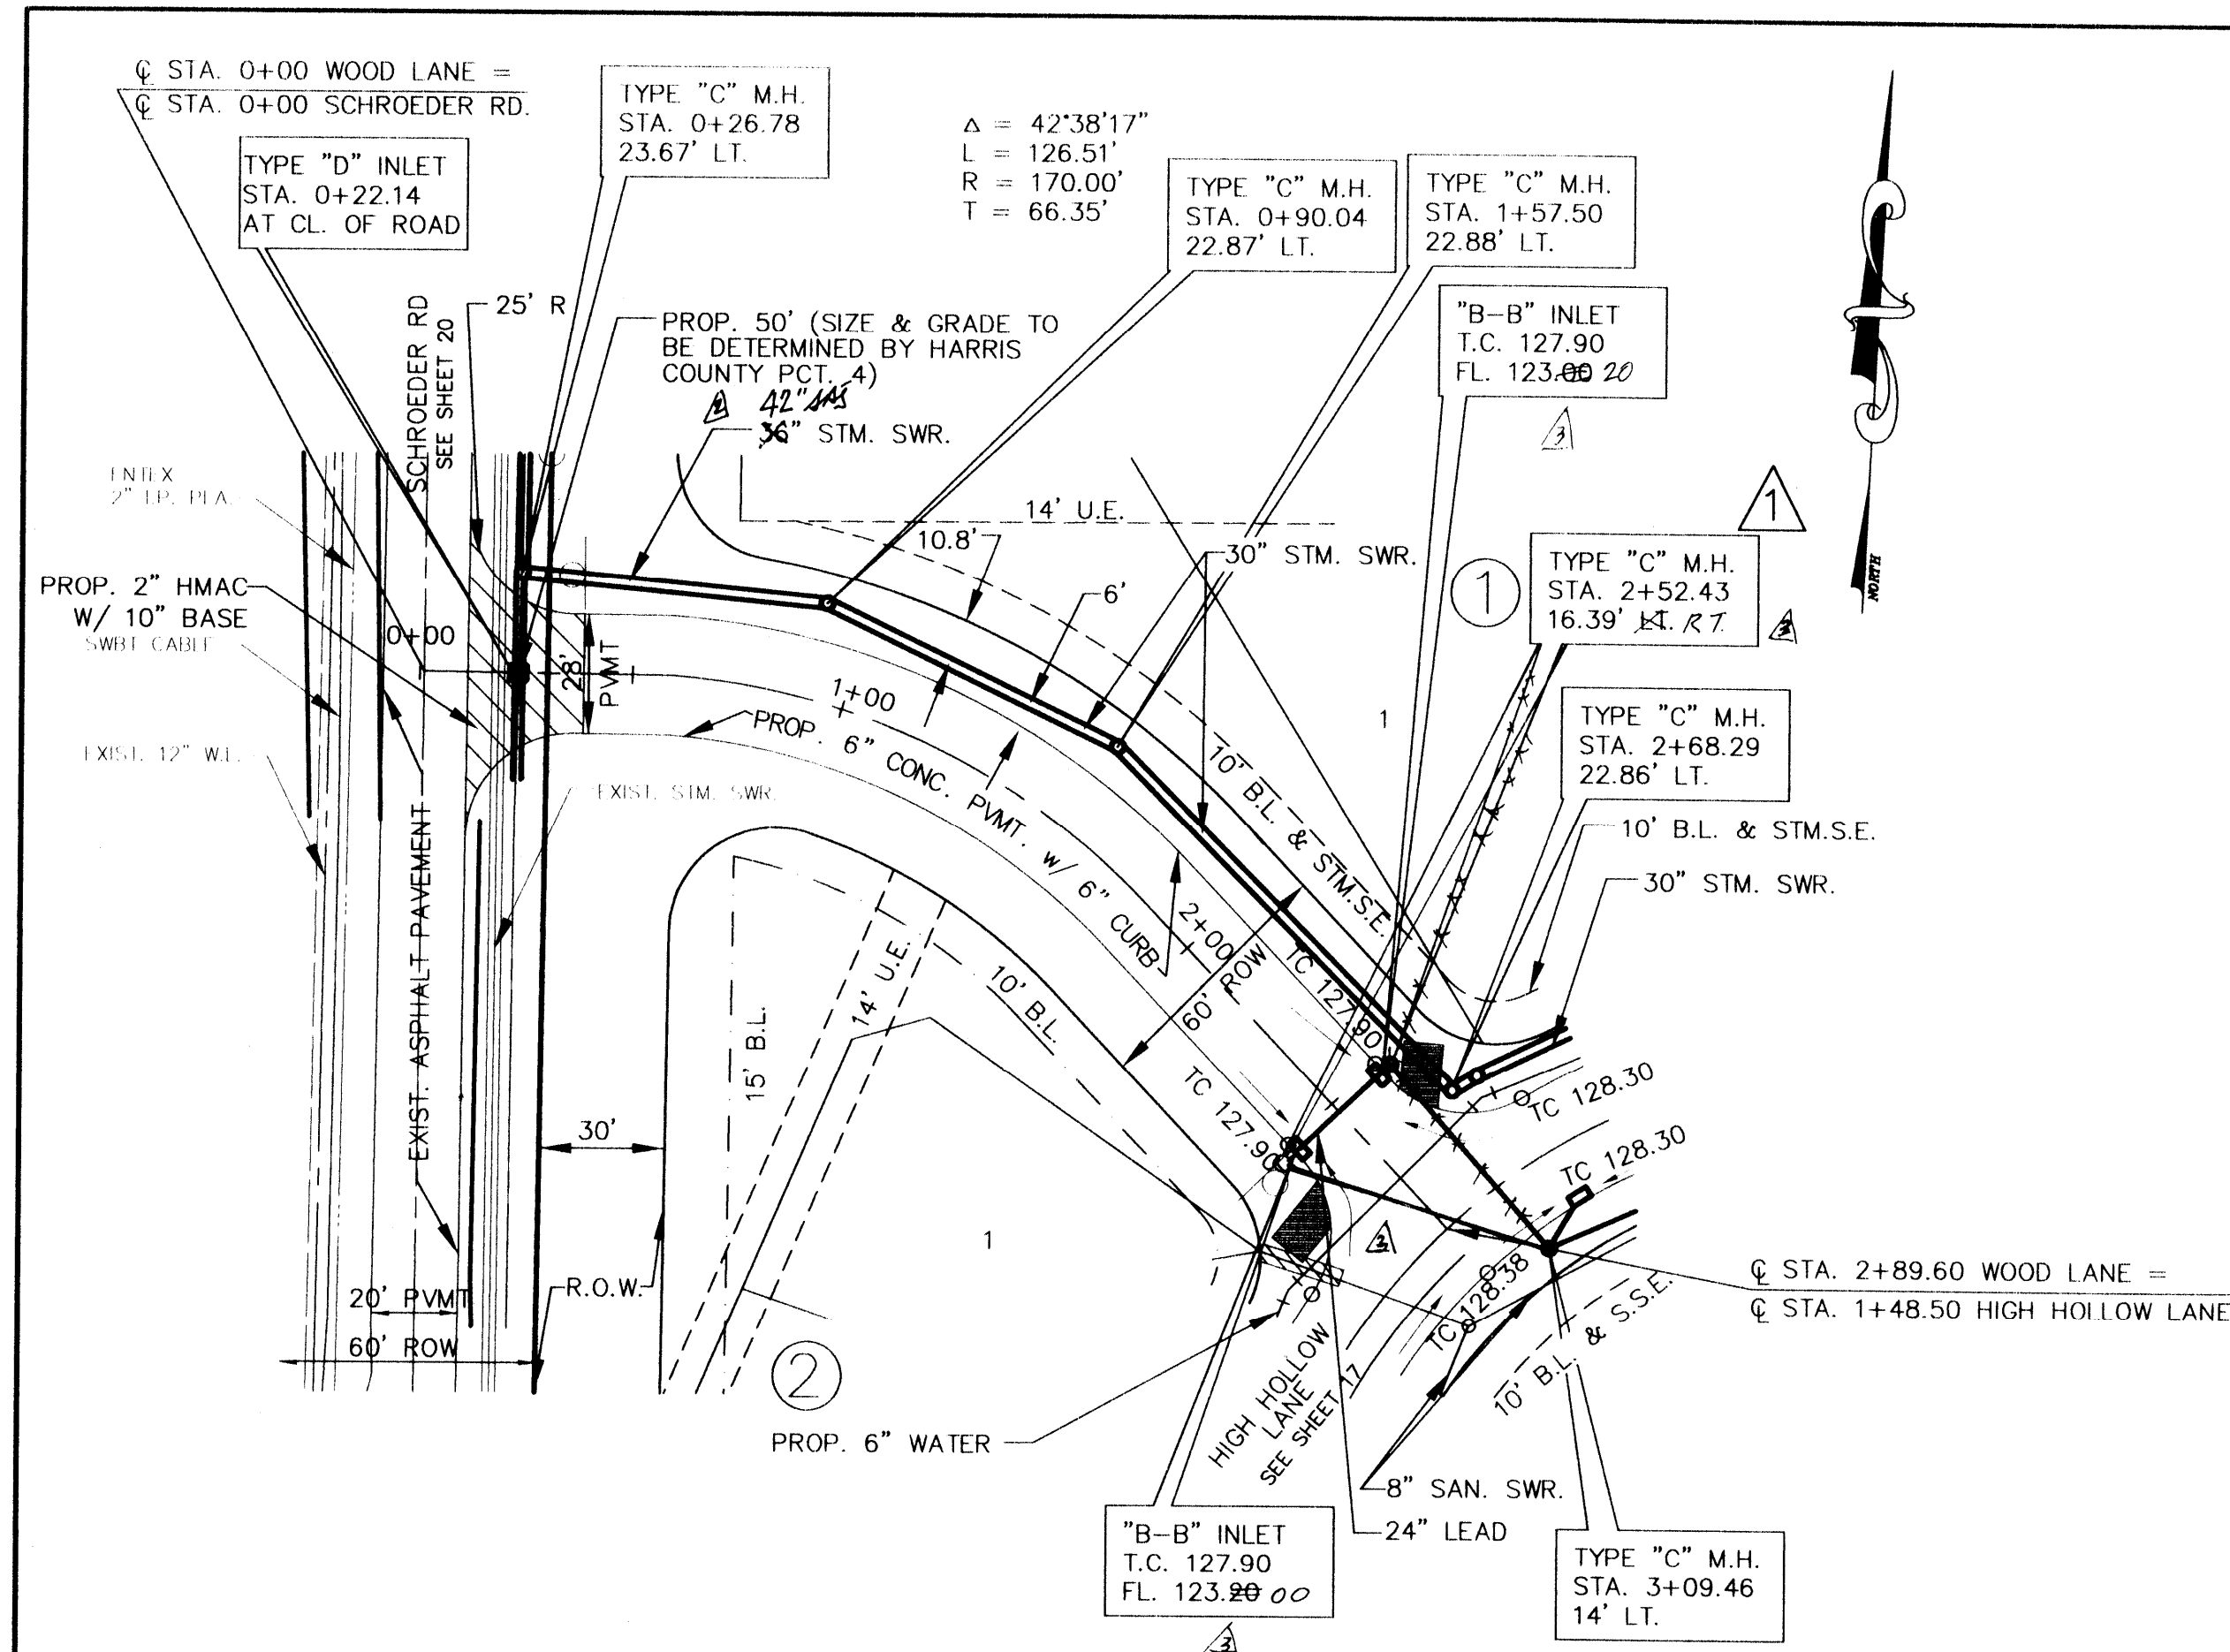 ℄ STA. 0+00 WOOD LANE =
℄ STA. 0+00 SCHROEDER RD.
TYPE "D" INLET
STA. 0+22.14
AT CL. OF ROAD
TYPE "C" M.H.
STA. 0+26.78
23.67' LT.
Δ = 42°38'17"
L = 126.51'
R = 170.00'
T = 66.35'
TYPE "C" M.H.
STA. 0+90.04
22.87' LT.
TYPE "C" M.H.
STA. 1+57.50
22.88' LT.
"B-B" INLET
T.C. 127.90
FL. 123.00 20
3
NORTH
SCHROEDER RD
SEE SHEET 20
25' R
PROP. 50' (SIZE & GRADE TO
BE DETERMINED BY HARRIS
COUNTY PCT. 4)
42"
36" STM. SWR.
ENTEX
PROP. 2" HMAC
W/ 10" BASE
SWBT CABLE
EXIST. 12" W.L.
0+00
28'
PVMT
14' U.E.
10.8'
6'
30" STM. SWR.
1
1
TYPE "C" M.H.
STA. 2+52.43
16.39' LT. RT.
TYPE "C" M.H.
STA. 2+68.29
22.86' LT.
10' B.L. & STM.S.E.
30" STM. SWR.
1
1+00
PROP. 6" CONC. PVMT. w/ 6" CURB
EXIST. STM. SWR.
EXIST. ASPHALT PAVEMENT
10' B.L. & STM.S.E.
2+00
60' ROW
TC 127.90
TC 127.90
TC 128.30
TC 128.30
TC 128.38
10' B.L.
14' U.E.
15' B.L.
30'
R.O.W.
20' PVMT
60' ROW
1
2
3
℄ STA. 2+89.60 WOOD LANE =
℄ STA. 1+48.50 HIGH HOLLOW LANE
10' B.L. & S.S.E.
HIGH HOLLOW
LANE
SEE SHEET 17
PROP. 6" WATER
8" SAN. SWR.
24" LEAD
"B-B" INLET
T.C. 127.90
FL. 123.20 00
3
TYPE "C" M.H.
STA. 3+09.46
14' LT.